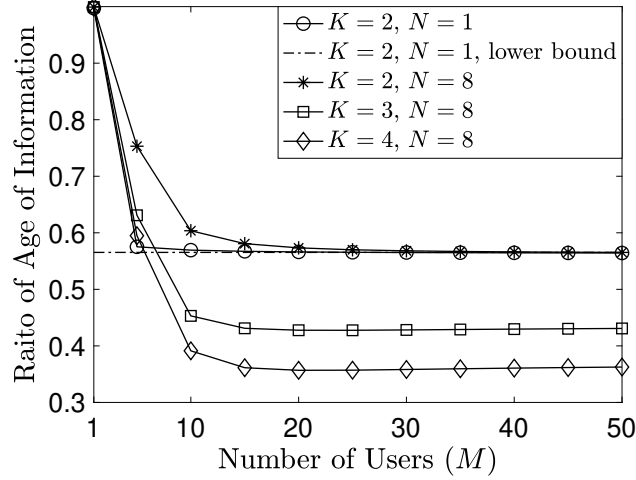 K = 2, N = 1
K = 2, N = 1, lower bound
K = 2, N = 8
K = 3, N = 8
K = 4, N = 8
Raito of Age of Information
0.9
0.8
0.7
0.6
0.5
0.4
0.3
1 10 20 30 40 50
Number of Users (M)